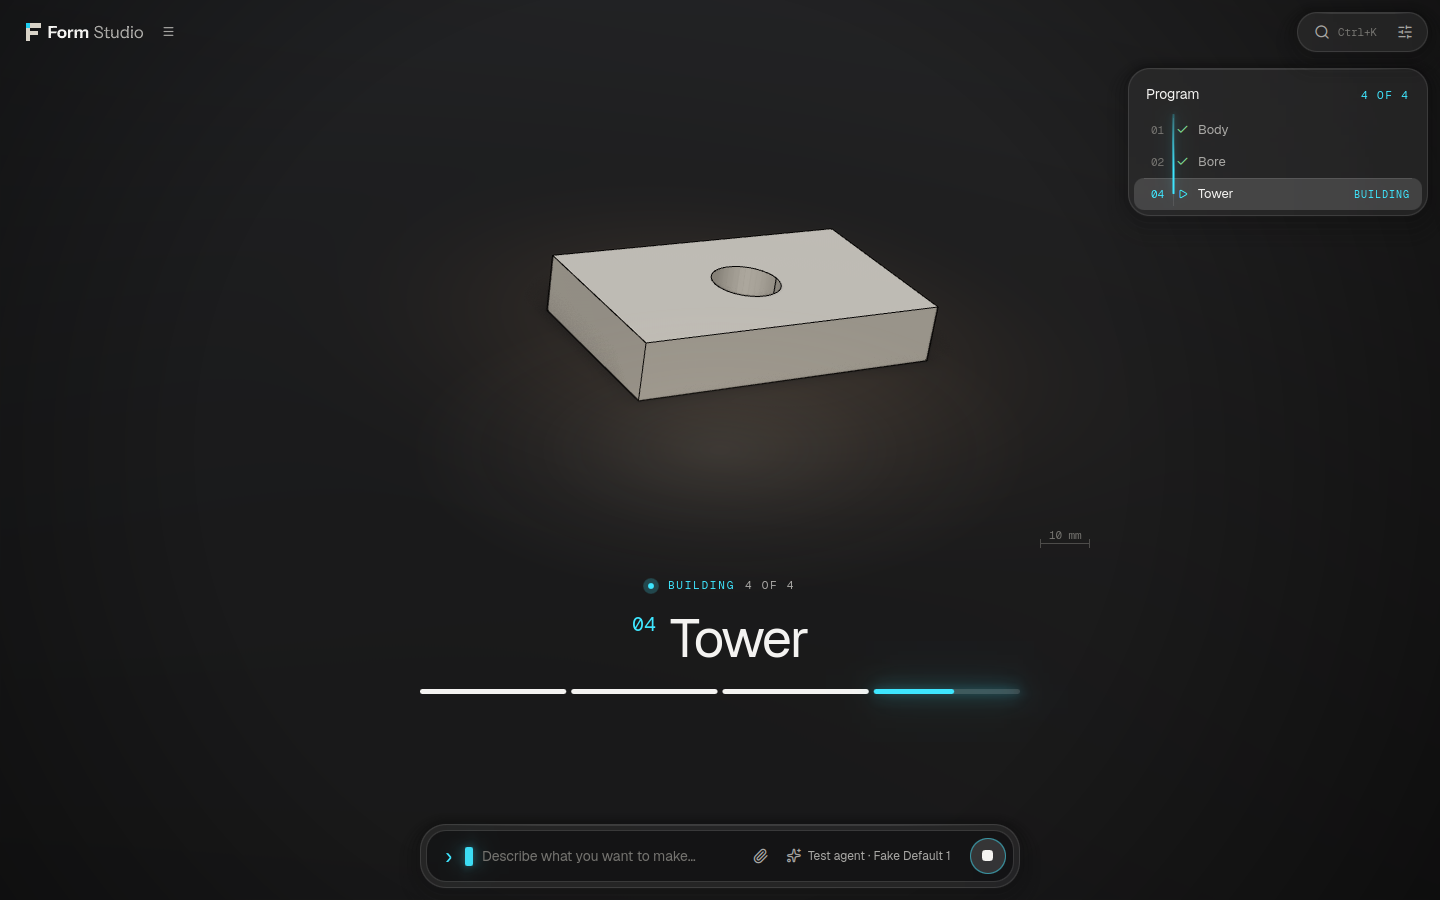 Form Studio
Ctrl+K
Program
4 OF 4
01 Body
02 Bore
04 Tower BUILDING
10 mm
BUILDING 4 OF 4
04 Tower
Describe what you want to make…
Test agent · Fake Default 1